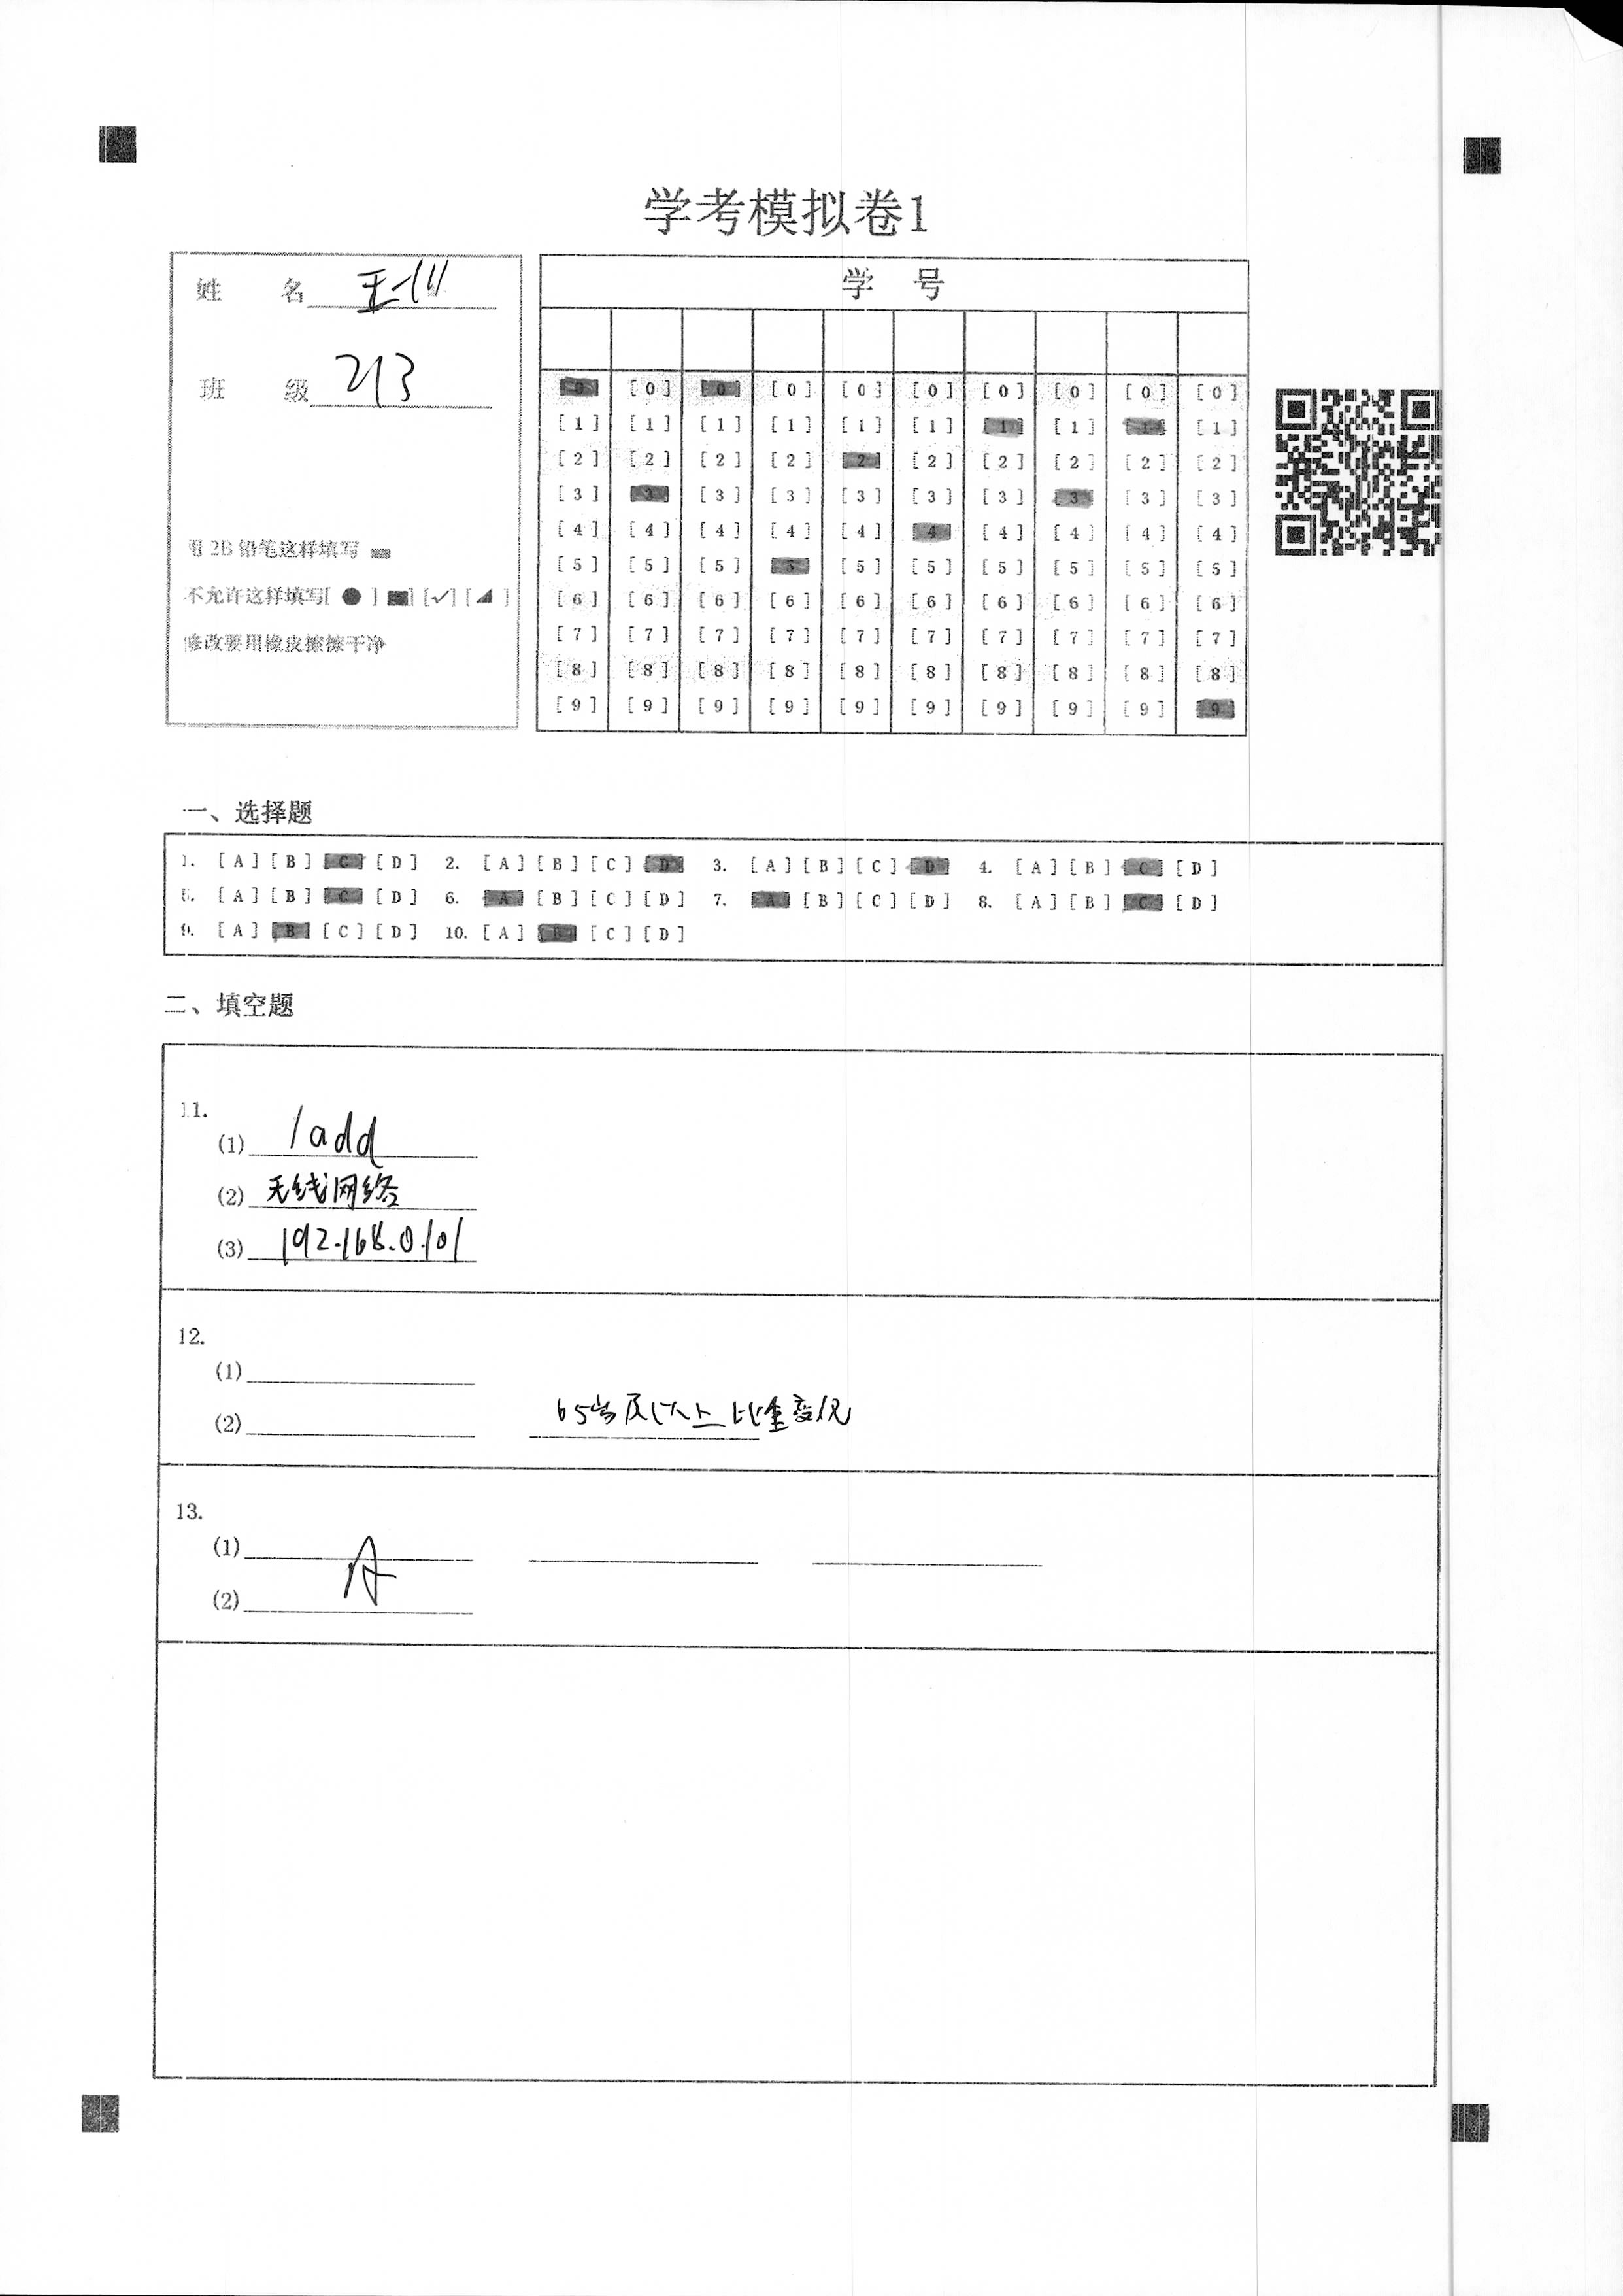 学考模拟卷1
姓 名
班 级 213
用2B铅笔这样填写
不允许这样填写[ ● ] [■] [✓] [◢ ]
修改要用橡皮擦擦干净
学 号
[0] [0] [0] [0] [0] [0] [0] [0] [0] [0]
[1] [1] [1] [1] [1] [1] [1] [1] [1] [1]
[2] [2] [2] [2] [2] [2] [2] [2] [2] [2]
[3] [3] [3] [3] [3] [3] [3] [3] [3] [3]
[4] [4] [4] [4] [4] [4] [4] [4] [4] [4]
[5] [5] [5] [5] [5] [5] [5] [5] [5] [5]
[6] [6] [6] [6] [6] [6] [6] [6] [6] [6]
[7] [7] [7] [7] [7] [7] [7] [7] [7] [7]
[8] [8] [8] [8] [8] [8] [8] [8] [8] [8]
[9] [9] [9] [9] [9] [9] [9] [9] [9] [9]
一、选择题
1. [A] [B] [C] [D] 2. [A] [B] [C] [D] 3. [A] [B] [C] [D] 4. [A] [B] [C] [D]
5. [A] [B] [C] [D] 6. [A] [B] [C] [D] 7. [A] [B] [C] [D] 8. [A] [B] [C] [D]
9. [A] [B] [C] [D] 10. [A] [B] [C] [D]
二、填空题
11.
(1) /add
(2) 无线网络
(3) 192.168.0.101
12.
(1)
(2) 65岁及以上比重变化
13.
(1)
(2) A